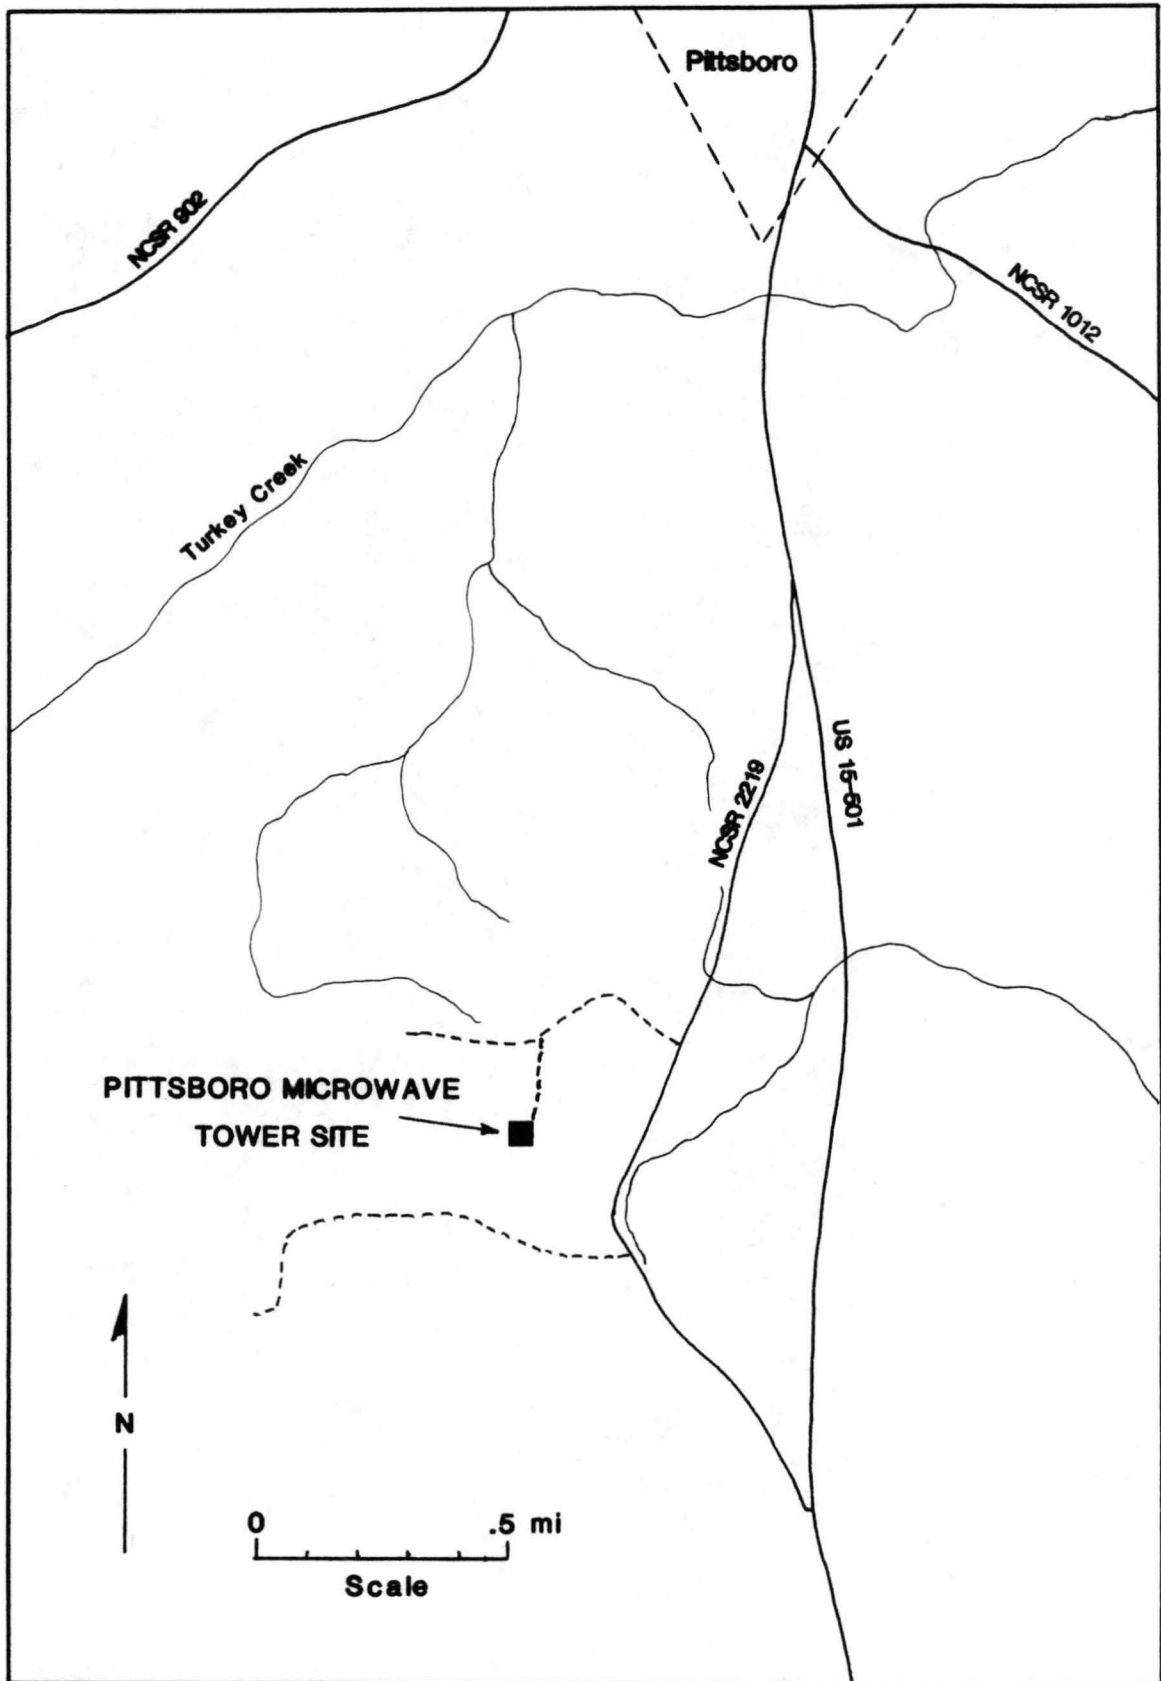 Pittsboro
NCSR 902
NCSR 1012
Turkey Creek
US 15-501
NCSR 2219
PITTSBORO MICROWAVE
TOWER SITE
N
0 .5 mi
Scale